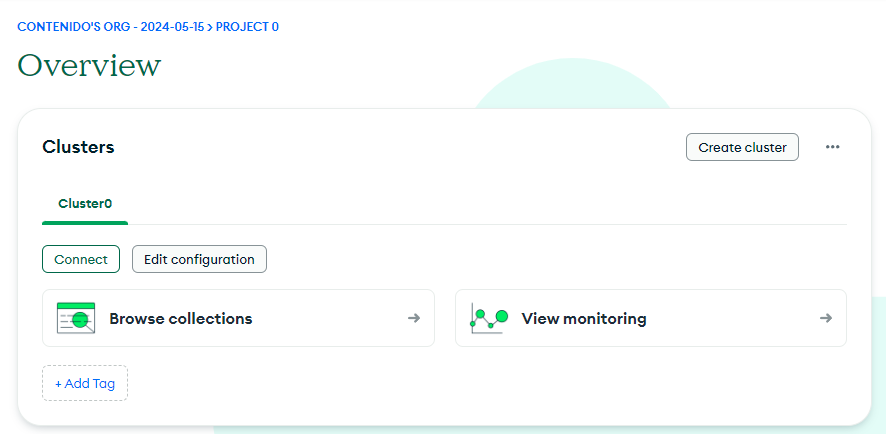 CONTENIDO'S ORG - 2024-05-15 > PROJECT 0
Overview
Clusters
Create cluster
Cluster0
Connect
Edit configuration
Browse collections
View monitoring
+ Add Tag